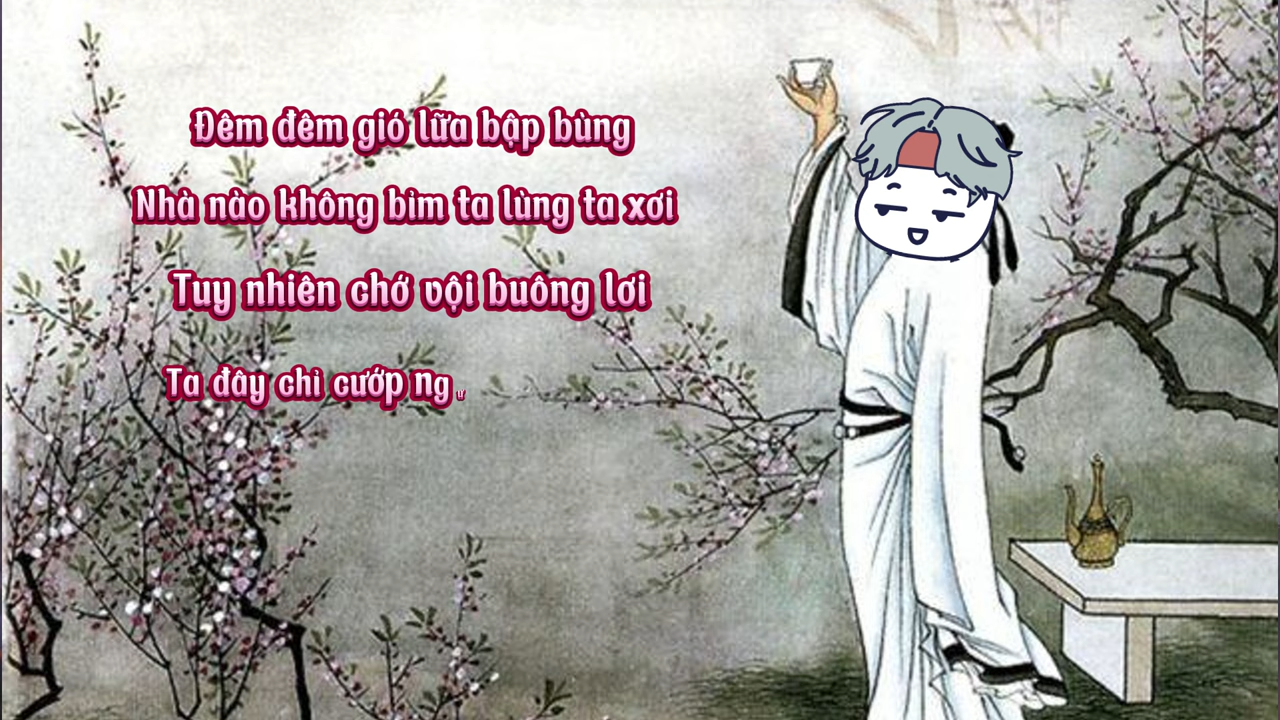 Đêm đêm gió lữa bập bùng
Nhà nào không bỉm ta lùng ta xơi
Tuy nhiên chớ vội buông lơi
Ta đây chỉ cướp ng